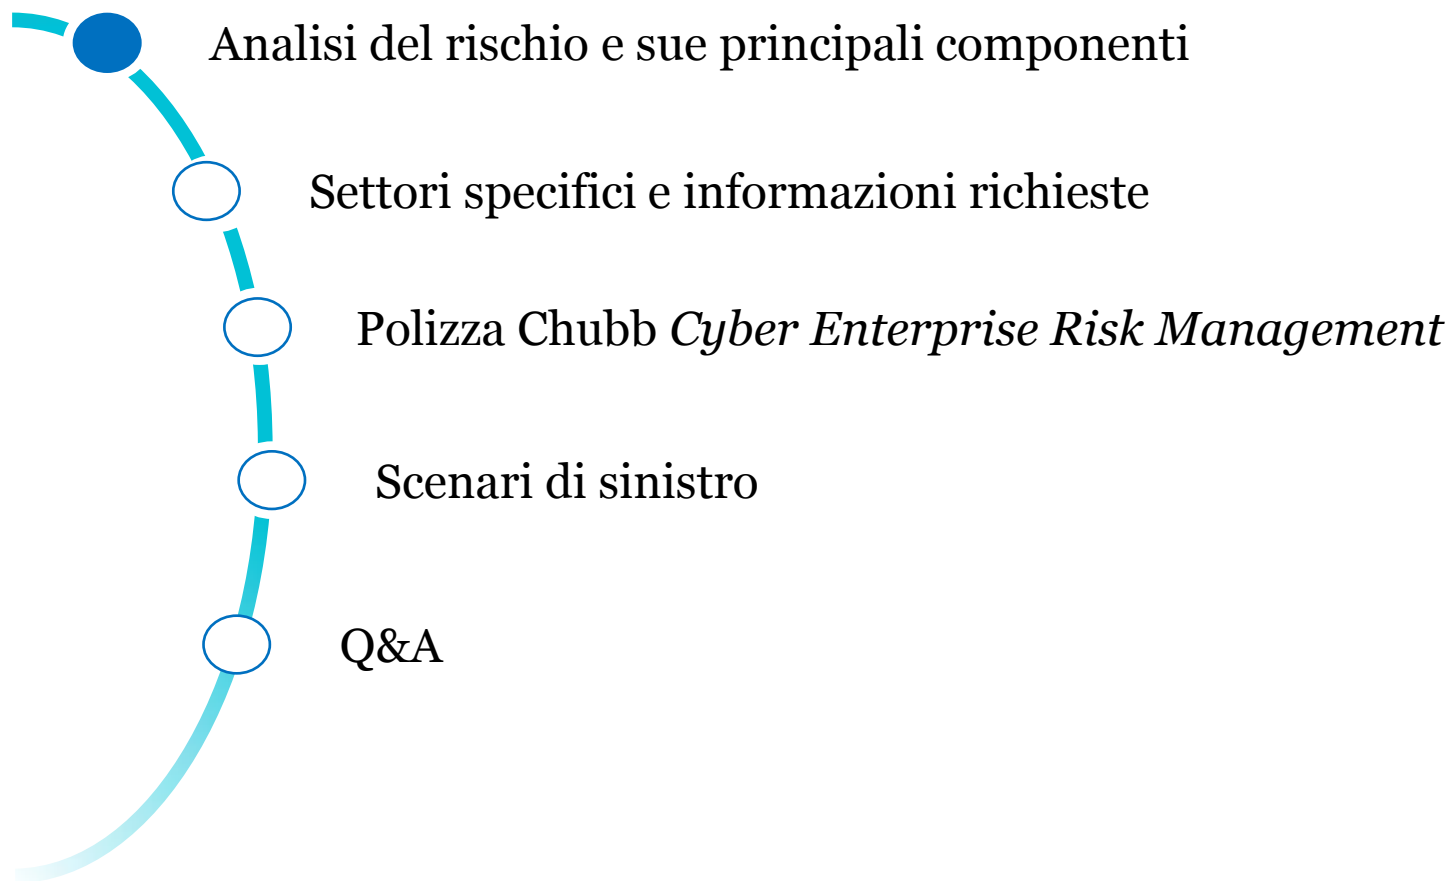 Analisi del rischio e sue principali componenti
Settori specifici e informazioni richieste
Polizza Chubb Cyber Enterprise Risk Management
Scenari di sinistro
Q&A